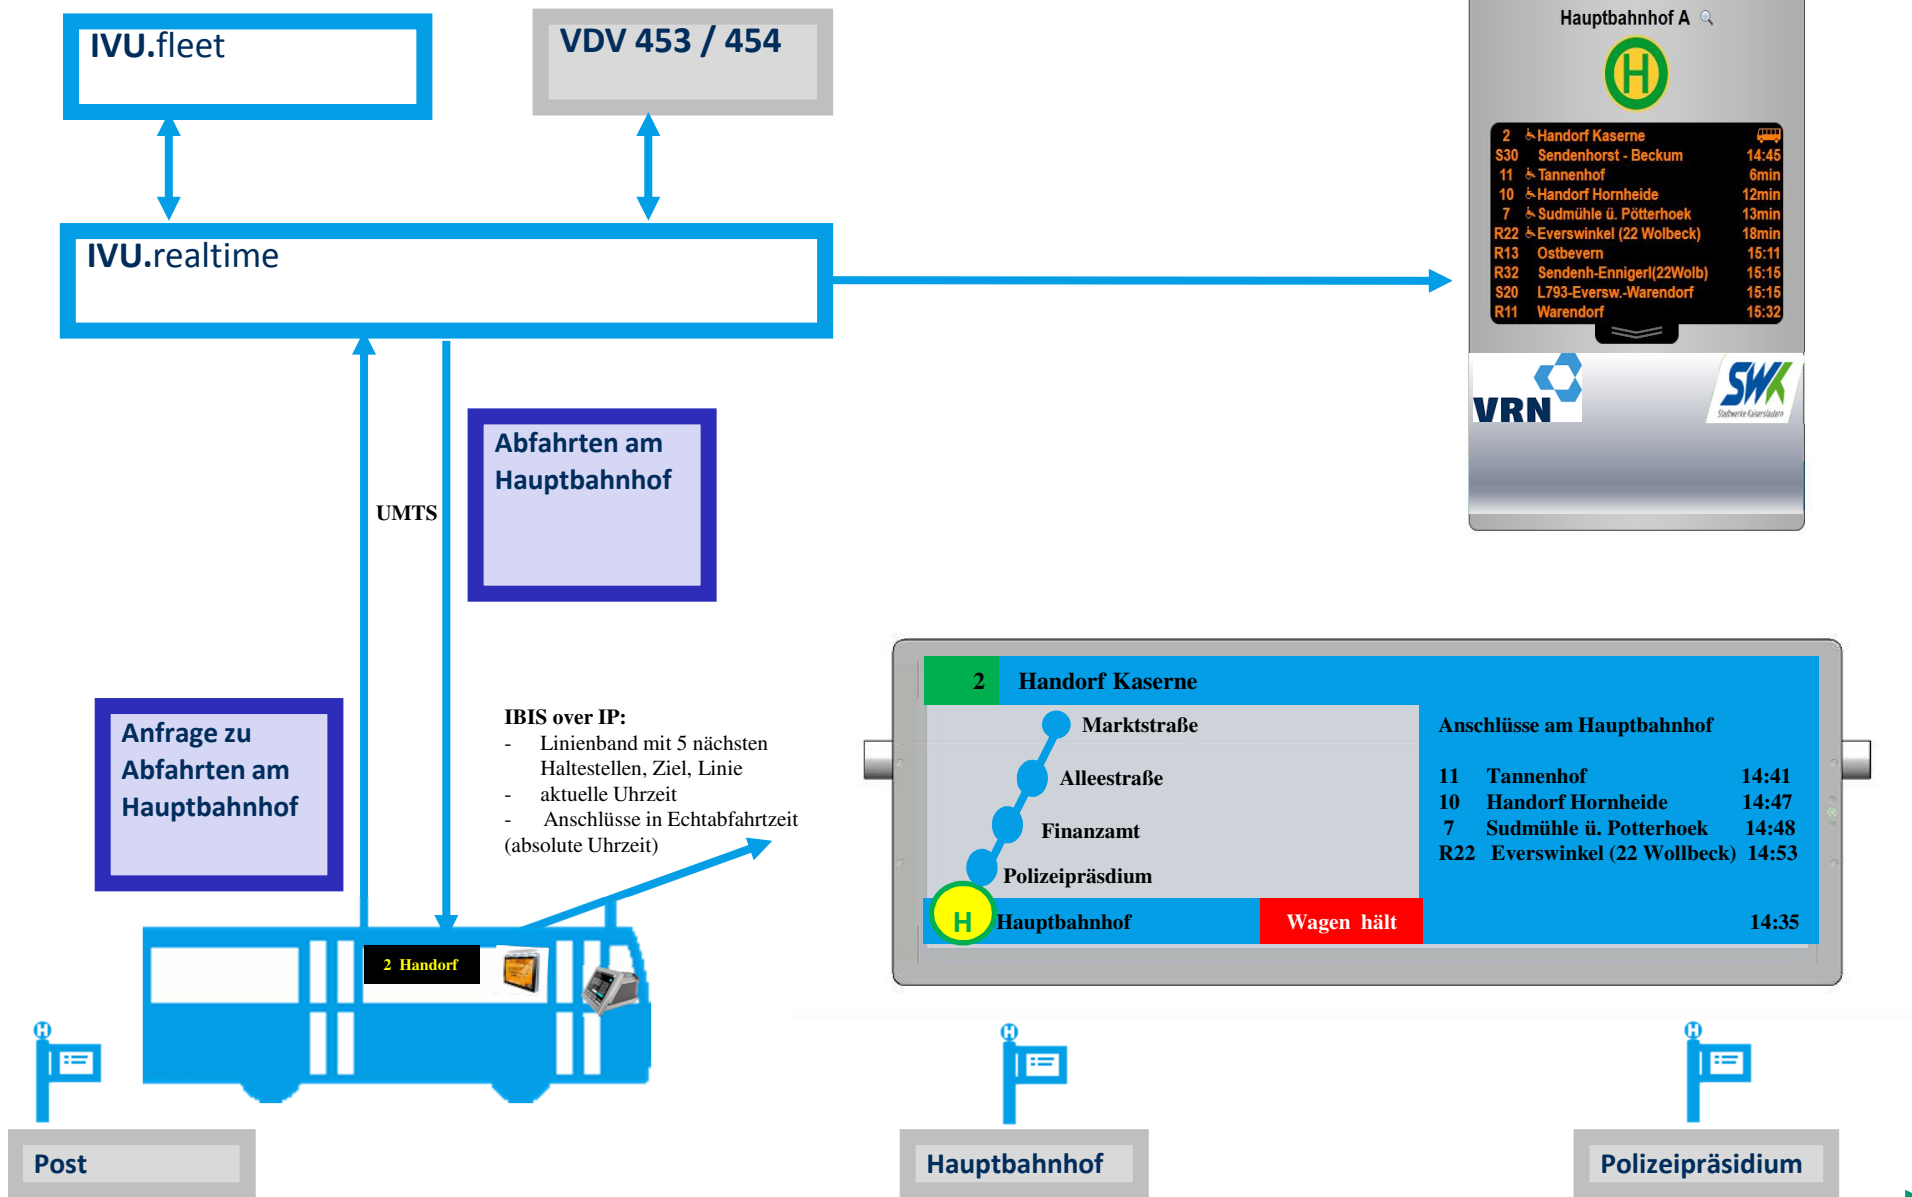 IVU.fleet
VDV 453 / 454
Hauptbahnhof A
H
2 Handorf Kaserne
S30 Sendenhorst - Beckum 14:45
11 Tannenhof 6min
10 Handorf Hornheide 12min
7 Sudmühle ü. Pötterhoek 13min
R22 Everswinkel (22 Wolbeck) 18min
R13 Ostbevern 15:11
R32 Sendenh-Ennigerl(22Wolb) 15:15
S20 L793-Eversw.-Warendorf 15:15
R11 Warendorf 15:32
VRN
SWK
Stadtwerke Kaiserslautern
IVU.realtime
Abfahrten am
Hauptbahnhof
UMTS
Anfrage zu
Abfahrten am
Hauptbahnhof
IBIS over IP:
- Linienband mit 5 nächsten
Haltestellen, Ziel, Linie
- aktuelle Uhrzeit
- Anschlüsse in Echtabfahrtzeit
(absolute Uhrzeit)
2 Handorf Kaserne
Marktstraße
Alleestraße
Finanzamt
Polizeipräsdium
H Hauptbahnhof
Wagen hält
Anschlüsse am Hauptbahnhof
11 Tannenhof 14:41
10 Handorf Hornheide 14:47
7 Sudmühle ü. Potterhoek 14:48
R22 Everswinkel (22 Wollbeck) 14:53
14:35
2 Handorf
H
H
H
Post
Hauptbahnhof
Polizeipräsidium